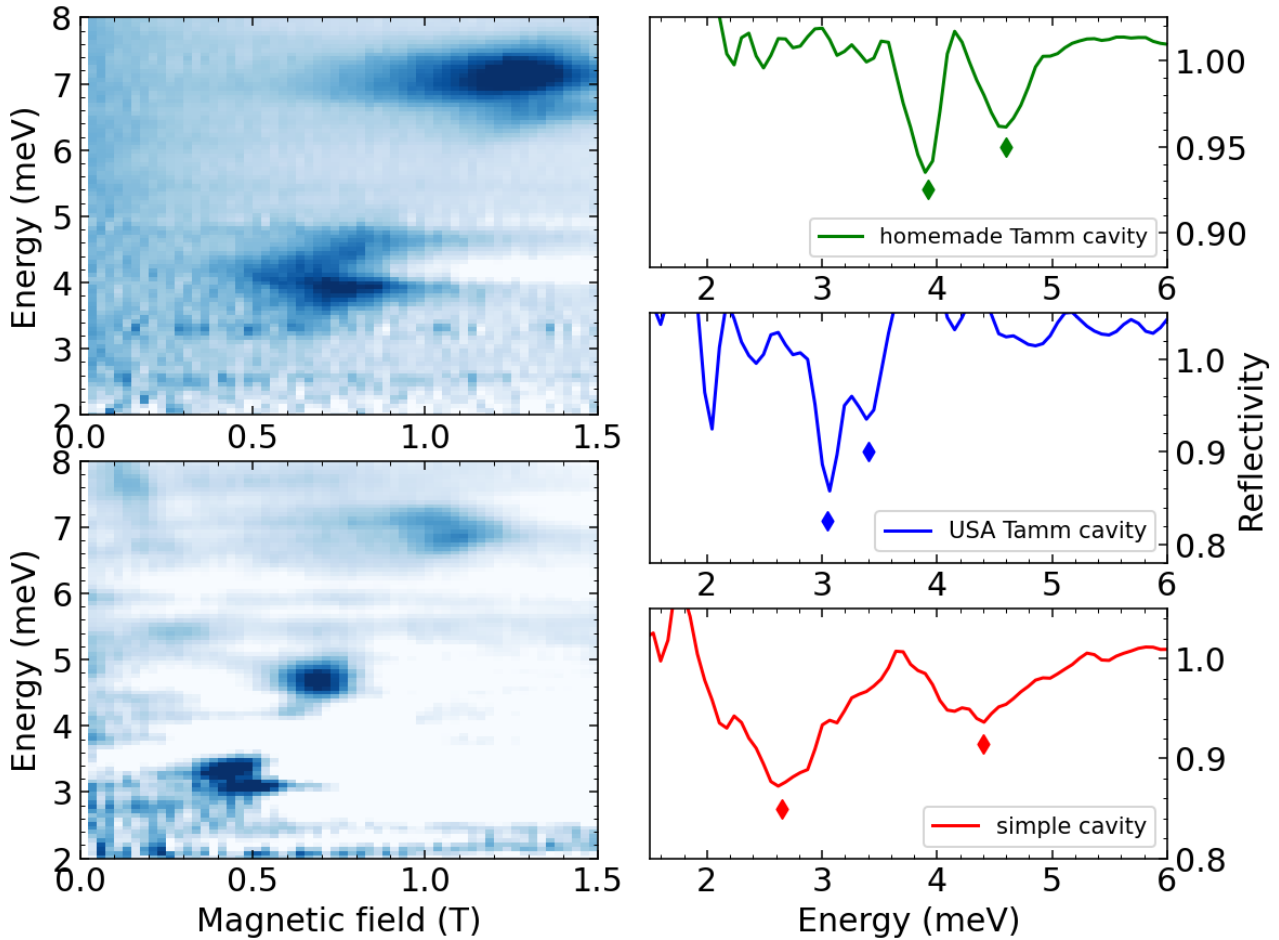 8
7
6
5
4
3
2
Energy (meV)
0.0 0.5 1.0 1.5
8
7
6
5
4
3
2
Energy (meV)
0.0 0.5 1.0 1.5
Magnetic field (T)
1.00
0.95
0.90
homemade Tamm cavity
2 3 4 5 6
1.0
0.9
0.8
USA Tamm cavity
2 3 4 5 6
Reflectivity
1.0
0.9
0.8
simple cavity
2 3 4 5 6
Energy (meV)